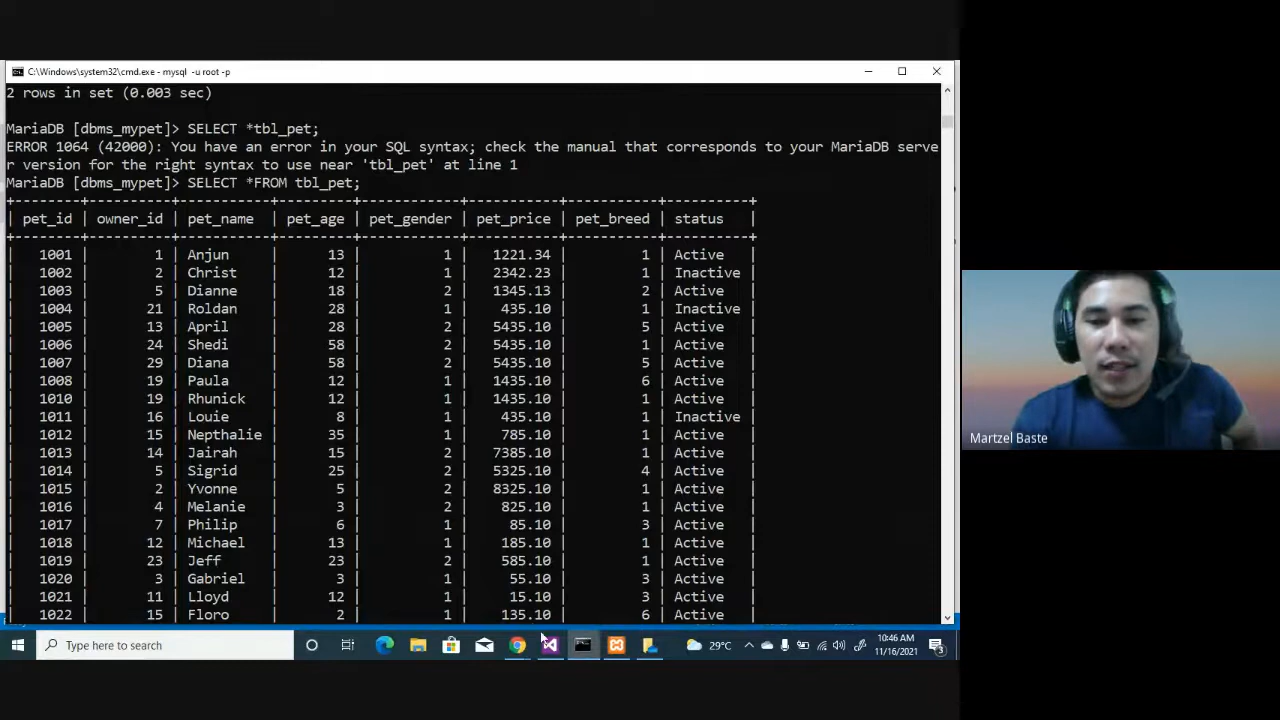 C:\Windows\system32\cmd.exe - mysql -u root -p
2 rows in set (0.003 sec)
MariaDB [dbms_mypet]> SELECT *tbl_pet;
ERROR 1064 (42000): You have an error in your SQL syntax; check the manual that corresponds to your MariaDB serve
r version for the right syntax to use near 'tbl_pet' at line 1
MariaDB [dbms_mypet]> SELECT *FROM tbl_pet;
+--------+----------+-----------+---------+------------+-----------+-----------+----------+
| pet_id | owner_id | pet_name | pet_age | pet_gender | pet_price | pet_breed | status |
+--------+----------+-----------+---------+------------+-----------+-----------+----------+
| 1001 | 1 | Anjun | 13 | 1 | 1221.34 | 1 | Active |
| 1002 | 2 | Christ | 12 | 1 | 2342.23 | 1 | Inactive |
| 1003 | 5 | Dianne | 18 | 2 | 1345.13 | 2 | Active |
| 1004 | 21 | Roldan | 28 | 1 | 435.10 | 1 | Inactive |
| 1005 | 13 | April | 28 | 2 | 5435.10 | 5 | Active |
| 1006 | 24 | Shedi | 58 | 2 | 5435.10 | 1 | Active |
| 1007 | 29 | Diana | 58 | 2 | 5435.10 | 5 | Active |
| 1008 | 19 | Paula | 12 | 1 | 1435.10 | 6 | Active |
| 1010 | 19 | Rhunick | 12 | 1 | 1435.10 | 1 | Active |
| 1011 | 16 | Louie | 8 | 1 | 435.10 | 1 | Inactive |
| 1012 | 15 | Nepthalie | 35 | 1 | 785.10 | 1 | Active |
| 1013 | 14 | Jairah | 15 | 2 | 7385.10 | 1 | Active |
| 1014 | 5 | Sigrid | 25 | 2 | 5325.10 | 4 | Active |
| 1015 | 2 | Yvonne | 5 | 2 | 8325.10 | 1 | Active |
| 1016 | 4 | Melanie | 3 | 2 | 825.10 | 1 | Active |
| 1017 | 7 | Philip | 6 | 1 | 85.10 | 3 | Active |
| 1018 | 12 | Michael | 13 | 1 | 185.10 | 1 | Active |
| 1019 | 23 | Jeff | 23 | 2 | 585.10 | 1 | Active |
| 1020 | 3 | Gabriel | 3 | 1 | 55.10 | 3 | Active |
| 1021 | 11 | Lloyd | 12 | 1 | 15.10 | 3 | Active |
| 1022 | 15 | Floro | 2 | 1 | 135.10 | 6 | Active |
Martzel Baste
Type here to search
29°C
10:46 AM
11/16/2021
3